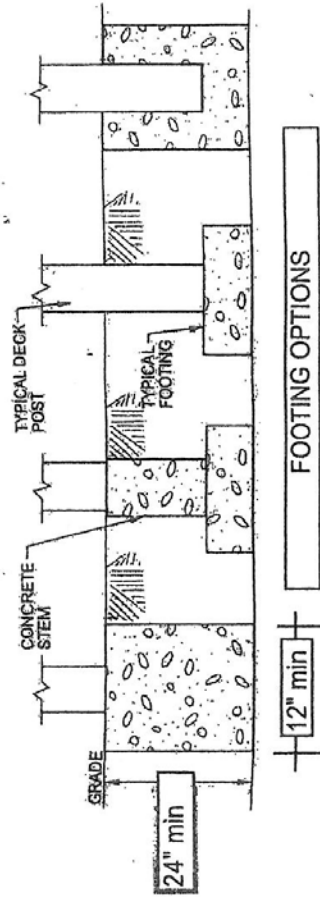 TYPICAL DECK
POST
CONCRETE
STEM
TYPICAL
FOOTING
GRADE
24" min
12" min
FOOTING OPTIONS